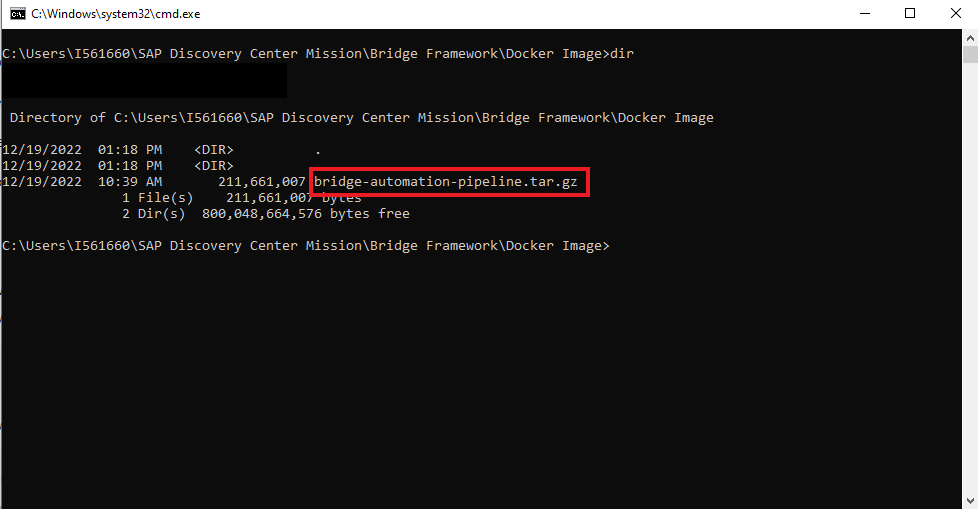 C:\Windows\system32\cmd.exe
C:\Users\I561660\SAP Discovery Center Mission\Bridge Framework\Docker Image>dir
Directory of C:\Users\I561660\SAP Discovery Center Mission\Bridge Framework\Docker Image
12/19/2022  01:18 PM    <DIR>          .
12/19/2022  01:18 PM    <DIR>
12/19/2022  10:39 AM       211,661,007 bridge-automation-pipeline.tar.gz
1 File(s)    211,661,007 bytes
2 Dir(s)  800,048,664,576 bytes free
C:\Users\I561660\SAP Discovery Center Mission\Bridge Framework\Docker Image>